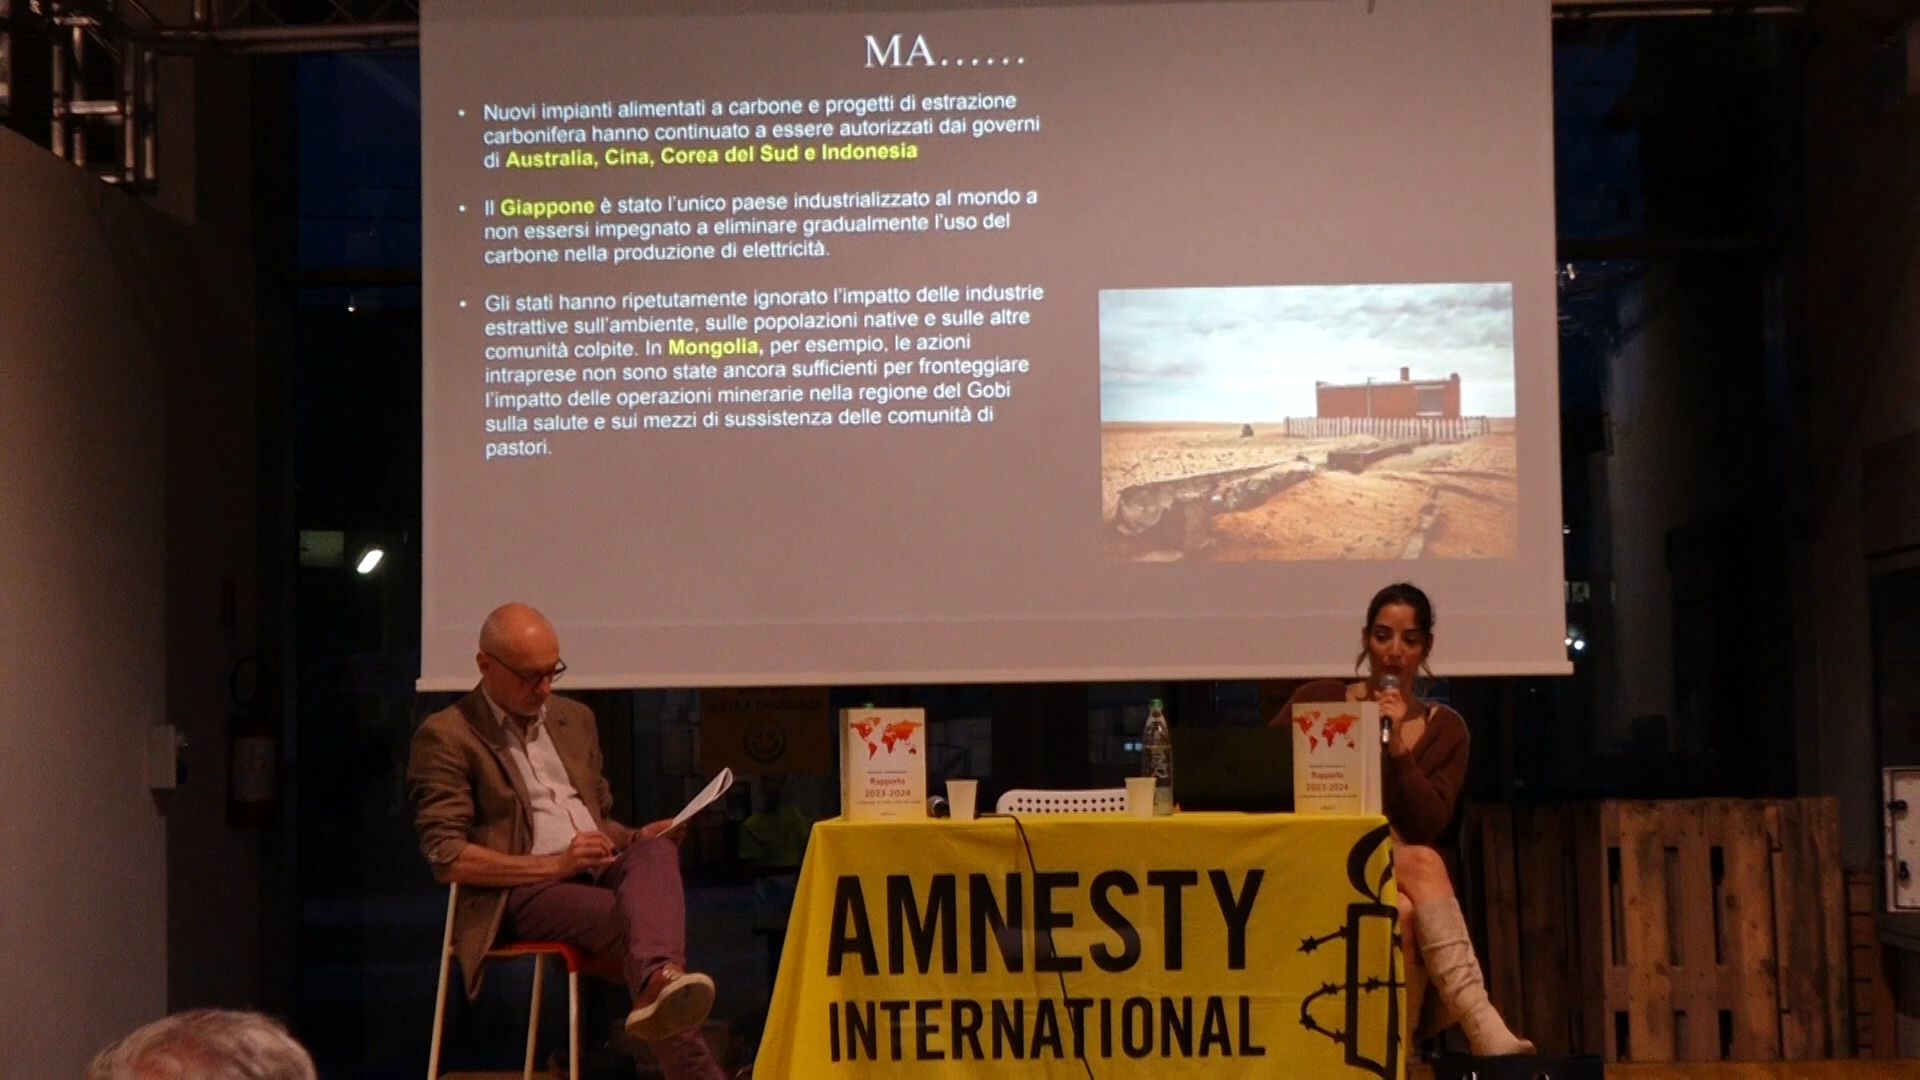 MA……
• Nuovi impianti alimentati a carbone e progetti di estrazione
carbonifera hanno continuato a essere autorizzati dai governi
di Australia, Cina, Corea del Sud e Indonesia
• Il Giappone è stato l'unico paese industrializzato al mondo a
non essersi impegnato a eliminare gradualmente l'uso del
carbone nella produzione di elettricità.
• Gli stati hanno ripetutamente ignorato l'impatto delle industrie
estrattive sull'ambiente, sulle popolazioni native e sulle altre
comunità colpite. In Mongolia, per esempio, le azioni
intraprese non sono state ancora sufficienti per fronteggiare
l'impatto delle operazioni minerarie nella regione del Gobi
sulla salute e sui mezzi di sussistenza delle comunità di
pastori.
Rapporto
2023-2024
Rapporto
2023-2024
AMNESTY
INTERNATIONAL